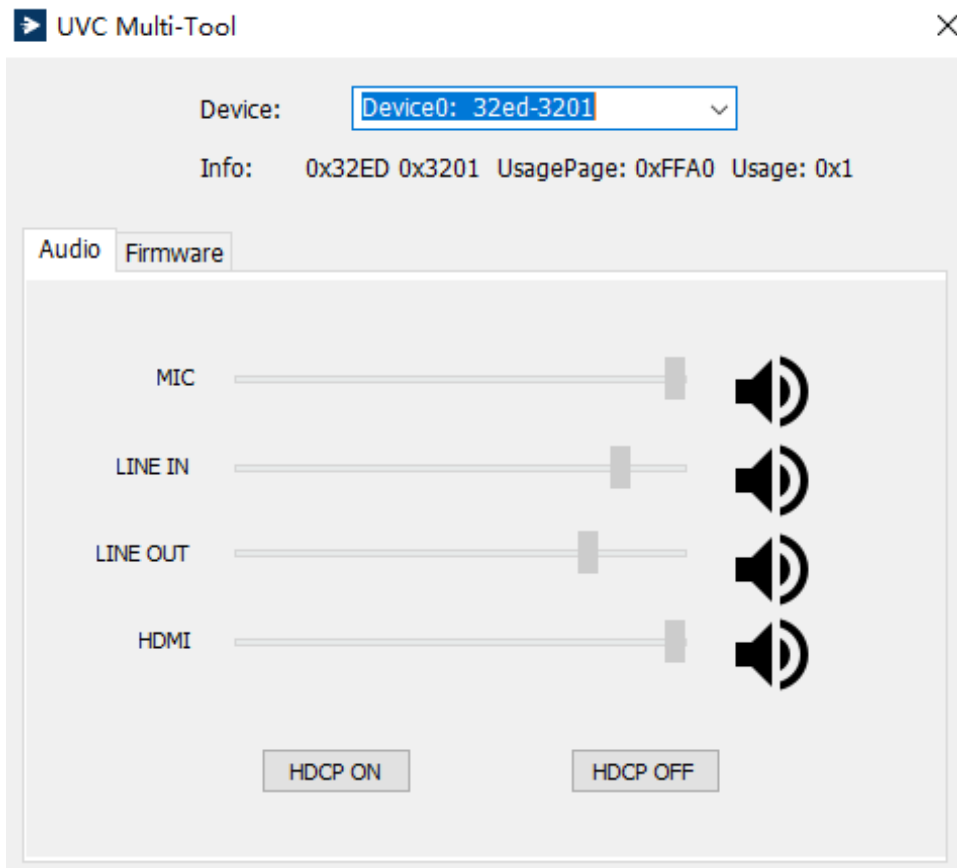 UVC Multi-Tool
Device: Device0: 32ed-3201
Info: 0x32ED 0x3201 UsagePage: 0xFFA0 Usage: 0x1
Audio Firmware
MIC
LINE IN
LINE OUT
HDMI
HDCP ON HDCP OFF